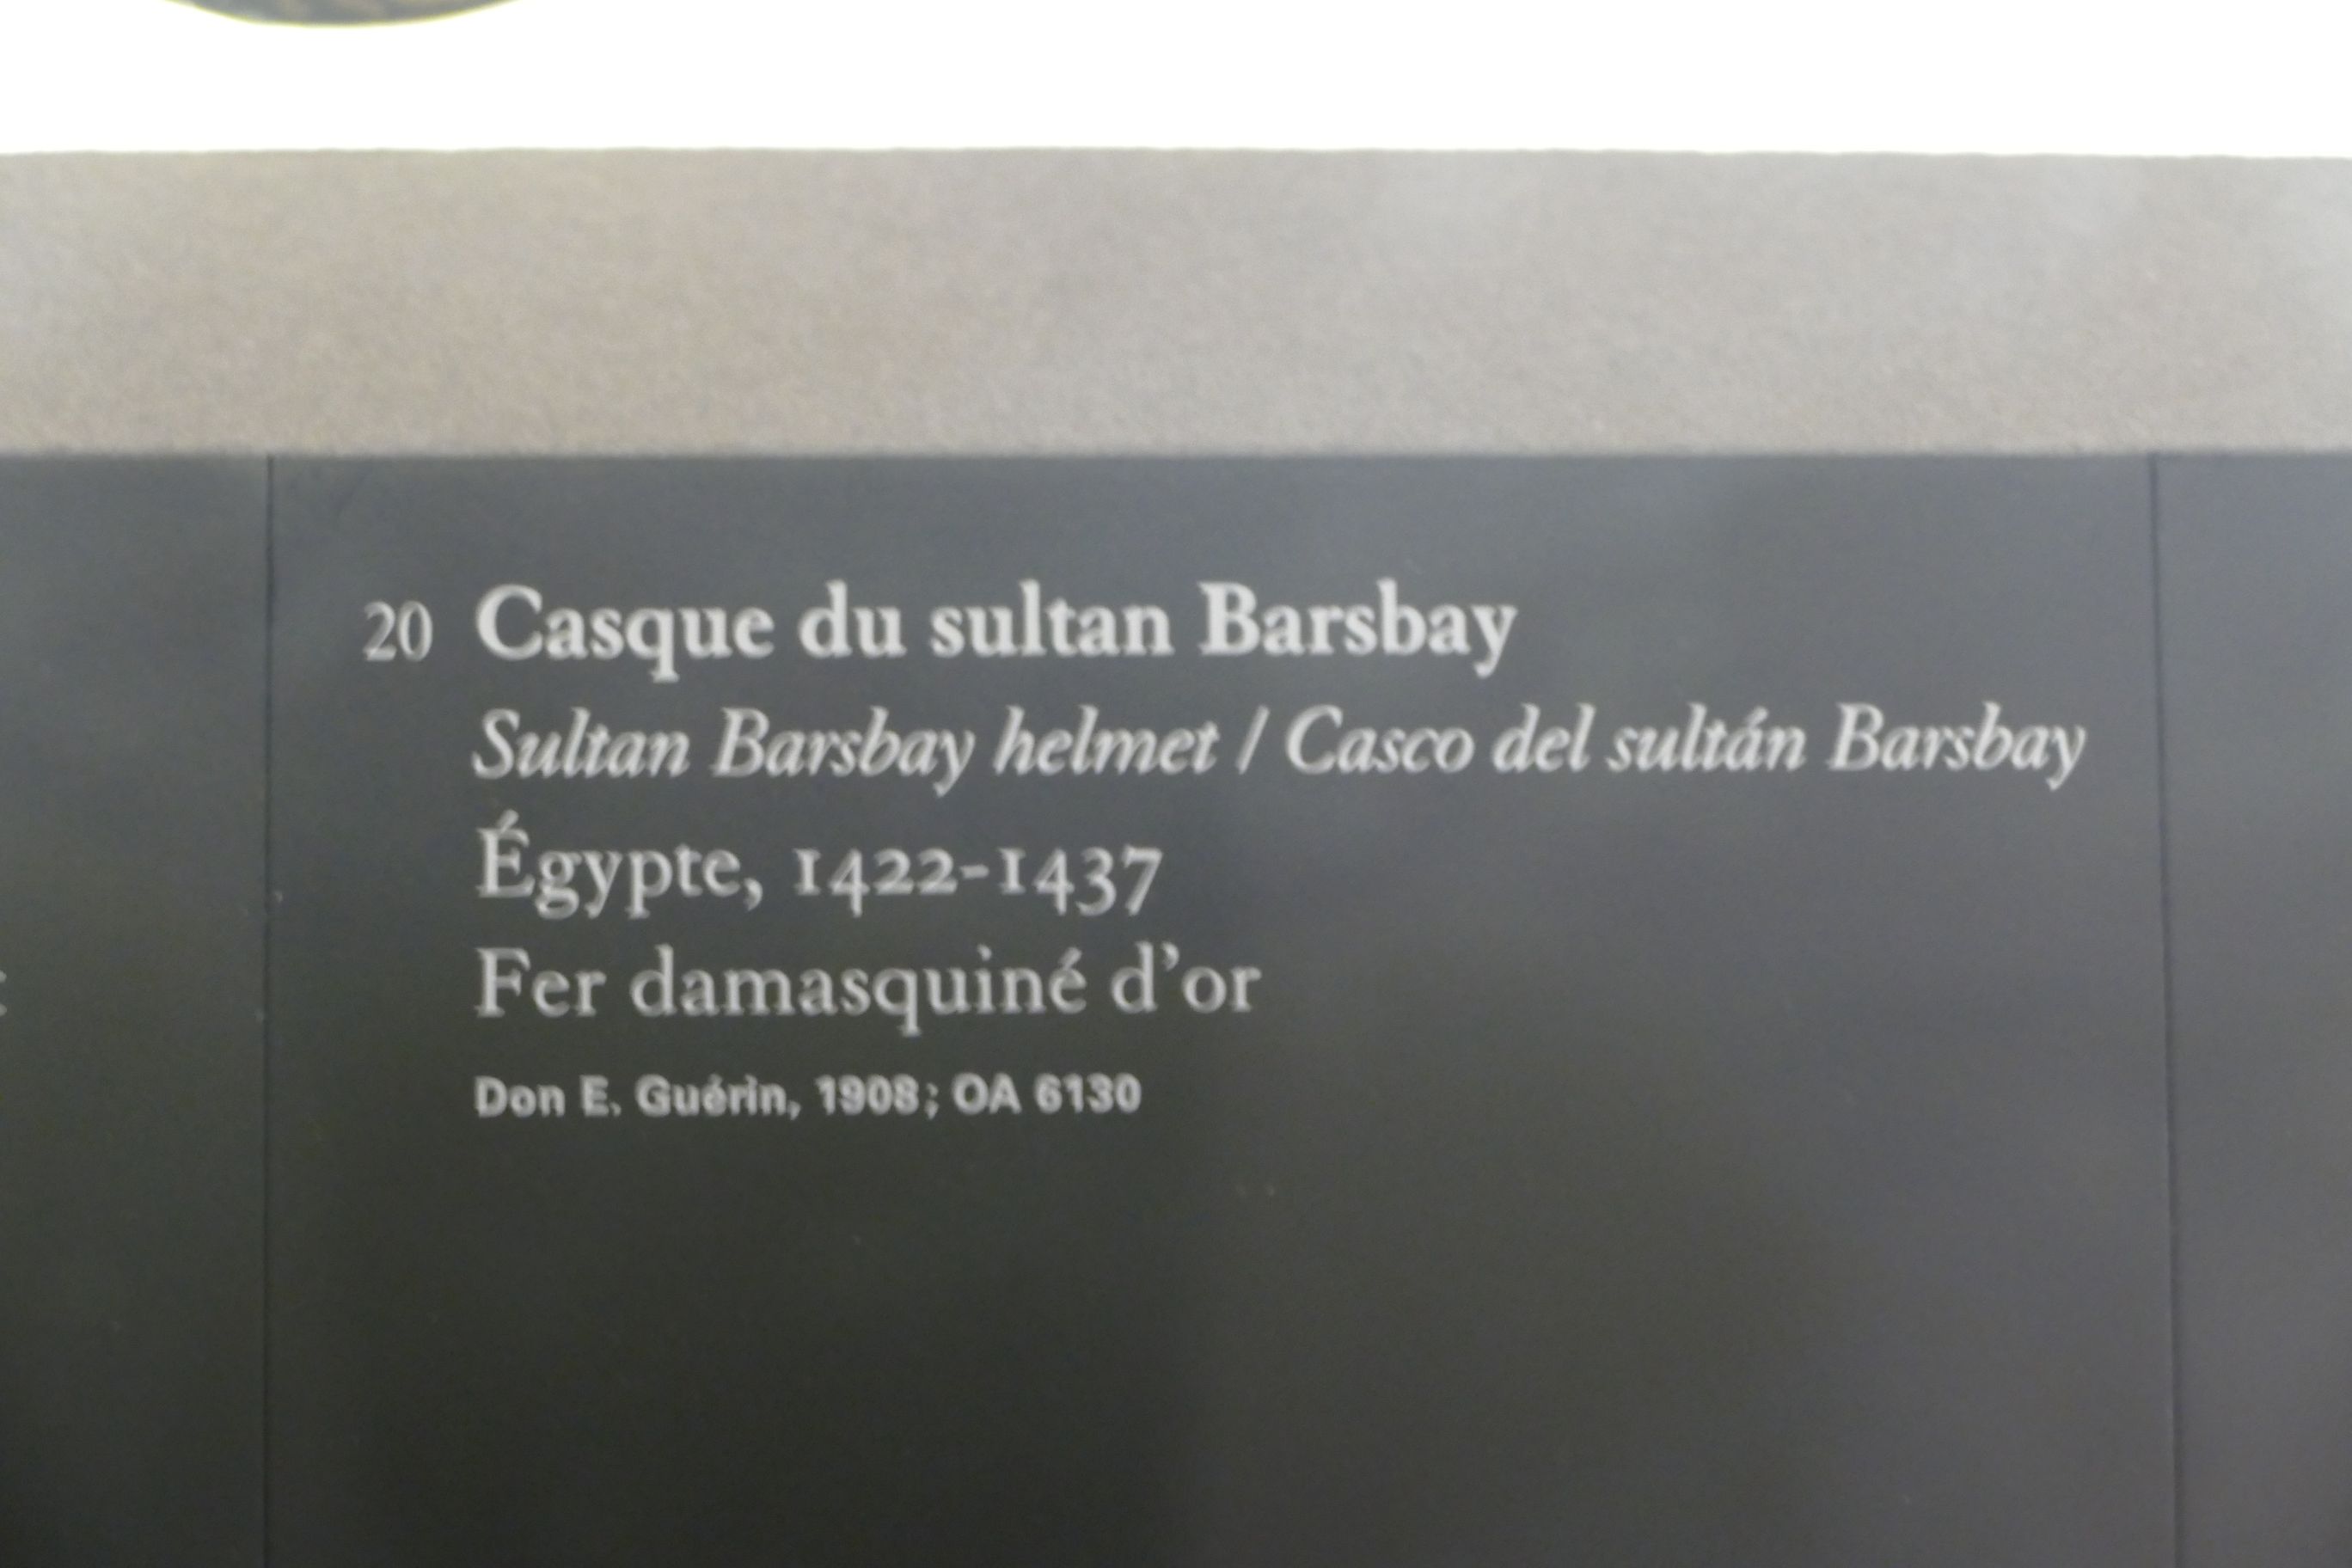 20 Casque du sultan Barsbay
Sultan Barsbay helmet / Casco del sultán Barsbay
Égypte, 1422-1437
Fer damasquiné d'or
Don E. Guérin, 1908; OA 6130